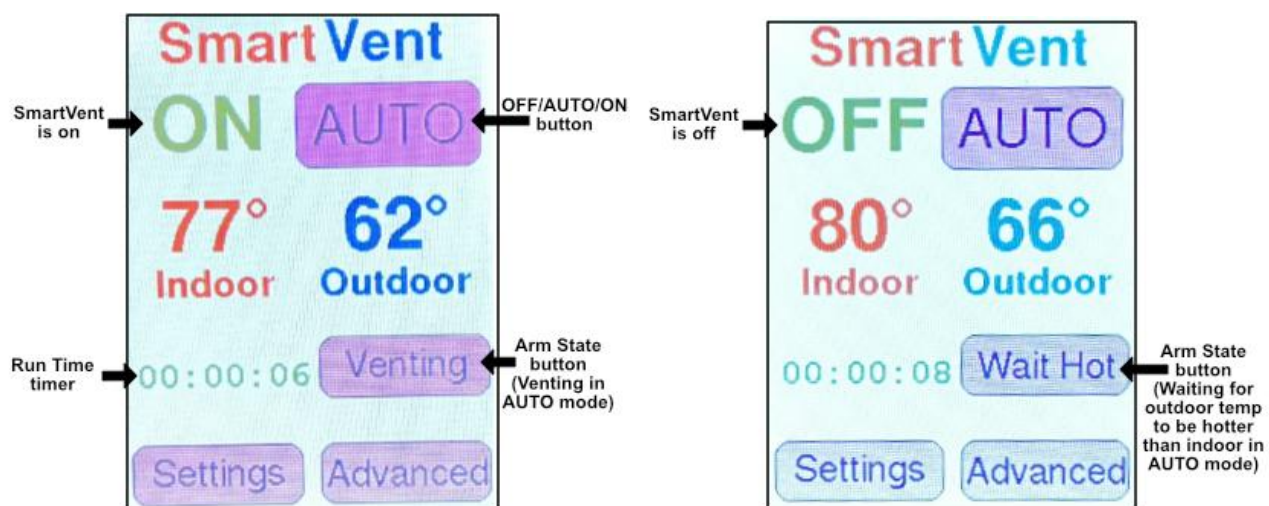 SmartVent
SmartVent
is on
ON
AUTO
OFF/AUTO/ON
button
77°
Indoor
62°
Outdoor
Run Time
timer
00:00:06
Venting
Arm State
button
(Venting in
AUTO mode)
Settings
Advanced
SmartVent
SmartVent
is off
OFF
AUTO
80°
Indoor
66°
Outdoor
00:00:08
Wait Hot
Arm State
button
(Waiting for
outdoor temp
to be hotter
than indoor in
AUTO mode)
Settings
Advanced